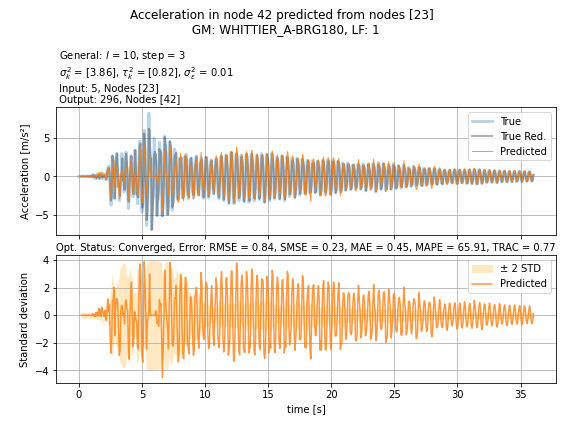 Acceleration in node 42 predicted from nodes [23]
GM: WHITTIER_A-BRG180, LF: 1
General: l = 10, step = 3
σ²ₖ = [3.86], τ²ₖ = [0.82], σ²ε = 0.01
Input: 5, Nodes [23]
Output: 296, Nodes [42]
Acceleration [m/s²]
5
0
−5
True
True Red.
Predicted
Opt. Status: Converged, Error: RMSE = 0.84, SMSE = 0.23, MAE = 0.45, MAPE = 65.91, TRAC = 0.77
Standard deviation
4
2
0
−2
−4
± 2 STD
Predicted
0 5 10 15 20 25 30 35
time [s]